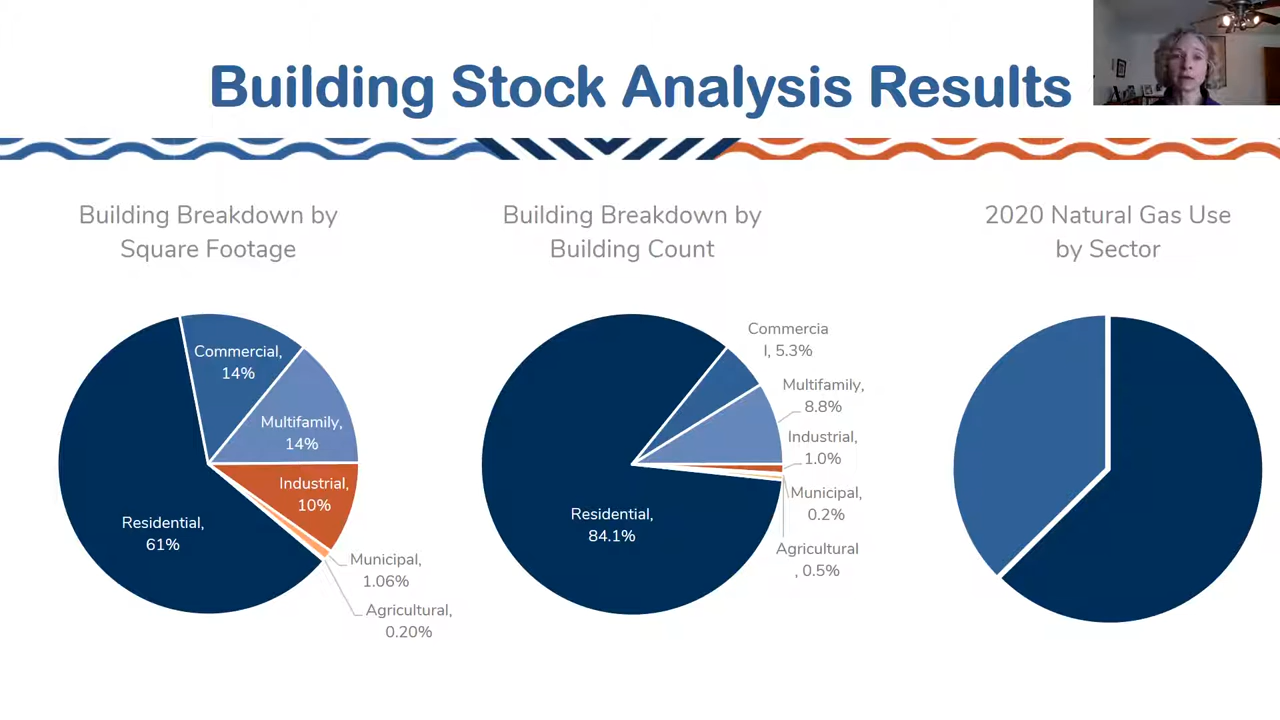 Building Stock Analysis Results
Building Breakdown by
Square Footage
Commercial,
14%
Multifamily,
14%
Industrial,
10%
Residential,
61%
Municipal,
1.06%
Agricultural,
0.20%
Building Breakdown by
Building Count
Commercia
l, 5.3%
Multifamily,
8.8%
Industrial,
1.0%
Municipal,
0.2%
Agricultural
, 0.5%
Residential,
84.1%
2020 Natural Gas Use
by Sector